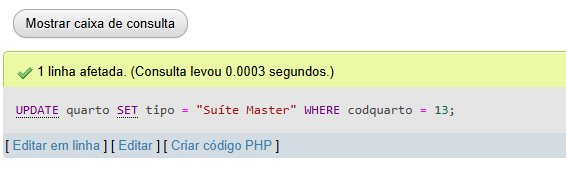 Mostrar caixa de consulta
1 linha afetada. (Consulta levou 0.0003 segundos.)
UPDATE quarto SET tipo = "Suíte Master" WHERE codquarto = 13;
[ Editar em linha ] [ Editar ] [ Criar código PHP ]